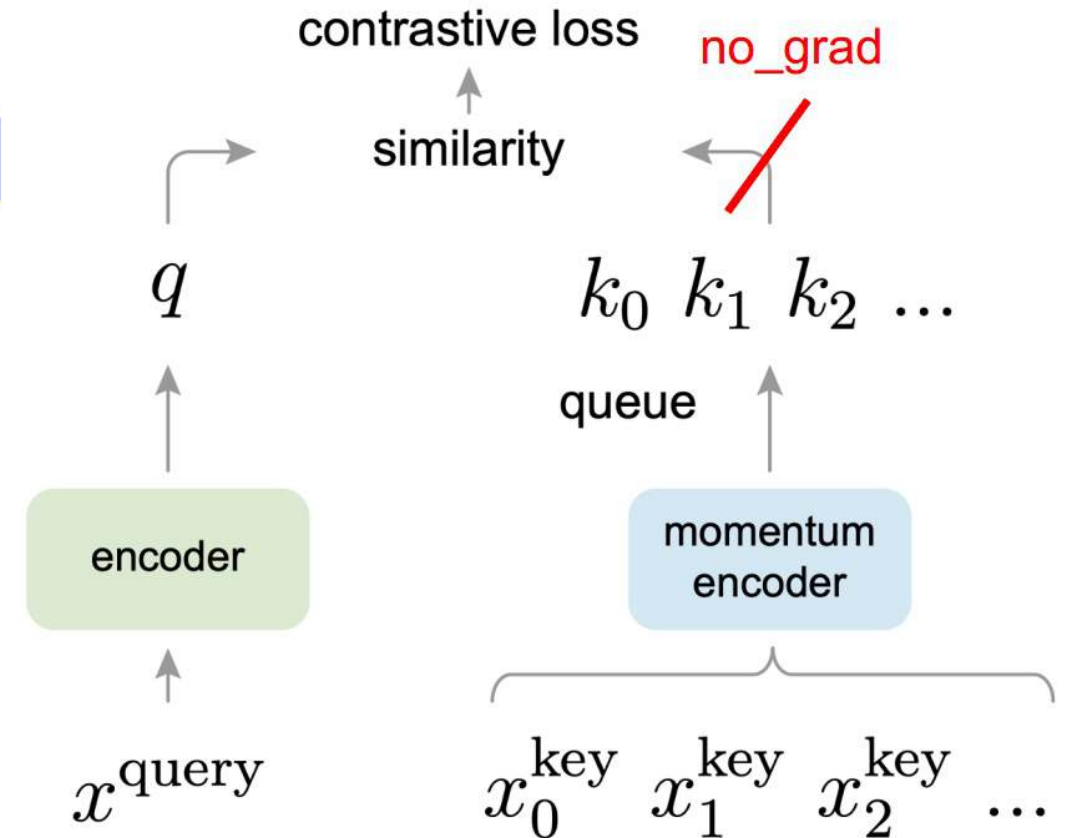 contrastive loss
no_grad
similarity
q
k₀ k₁ k₂ ...
queue
encoder
momentum
encoder
x^query
x₀^key x₁^key x₂^key ...